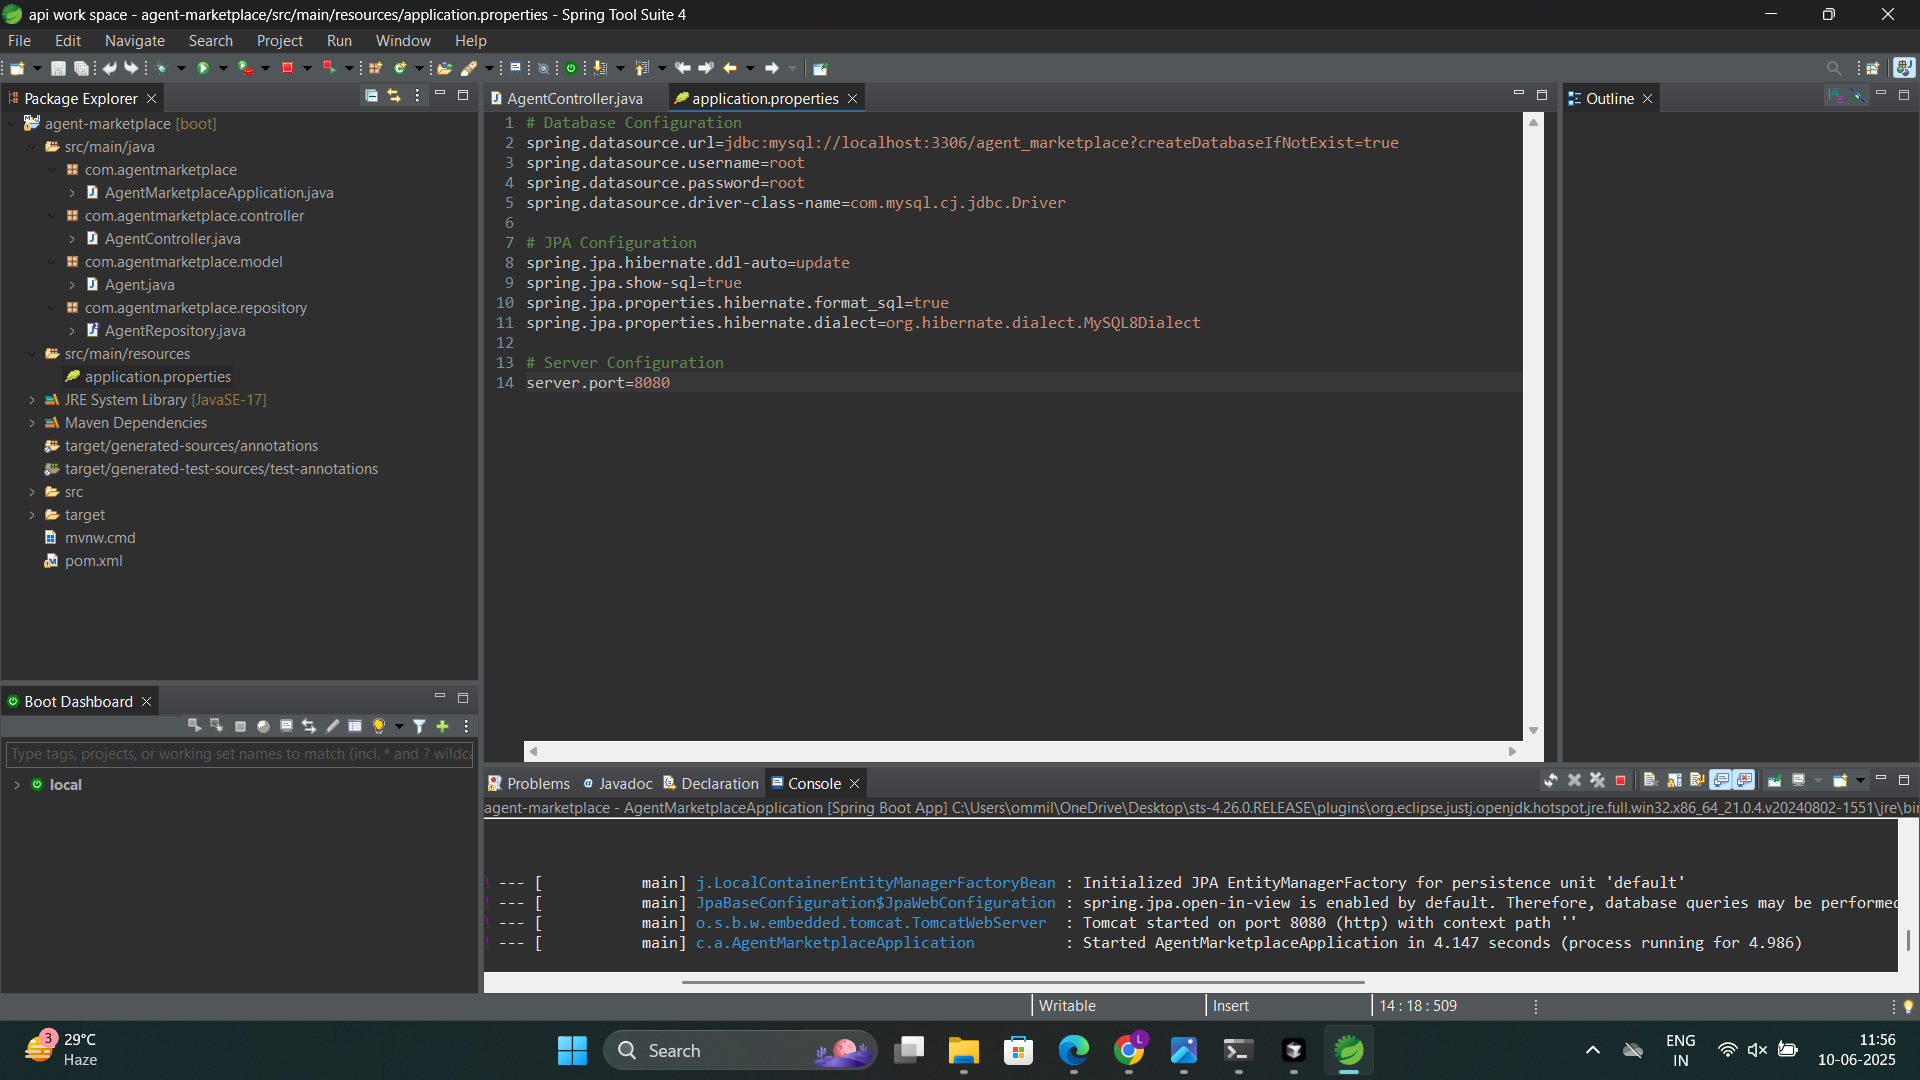 api work space - agent-marketplace/src/main/resources/application.properties - Spring Tool Suite 4
File Edit Navigate Search Project Run Window Help
Package Explorer
agent-marketplace [boot]
src/main/java
com.agentmarketplace
AgentMarketplaceApplication.java
com.agentmarketplace.controller
AgentController.java
com.agentmarketplace.model
Agent.java
com.agentmarketplace.repository
AgentRepository.java
src/main/resources
application.properties
JRE System Library [JavaSE-17]
Maven Dependencies
target/generated-sources/annotations
target/generated-test-sources/test-annotations
src
target
mvnw.cmd
pom.xml
AgentController.java application.properties
1 # Database Configuration
2 spring.datasource.url=jdbc:mysql://localhost:3306/agent_marketplace?createDatabaseIfNotExist=true
3 spring.datasource.username=root
4 spring.datasource.password=root
5 spring.datasource.driver-class-name=com.mysql.cj.jdbc.Driver
6
7 # JPA Configuration
8 spring.jpa.hibernate.ddl-auto=update
9 spring.jpa.show-sql=true
10 spring.jpa.properties.hibernate.format_sql=true
11 spring.jpa.properties.hibernate.dialect=org.hibernate.dialect.MySQL8Dialect
12
13 # Server Configuration
14 server.port=8080
Outline
Boot Dashboard
Type tags, projects, or working set names to match (incl. * and ? wildca
local
Problems Javadoc Declaration Console
agent-marketplace - AgentMarketplaceApplication [Spring Boot App] C:\Users\ommil\OneDrive\Desktop\sts-4.26.0.RELEASE\plugins\org.eclipse.justj.openjdk.hotspot.jre.full.win32.x86_64_21.0.4.v20240802-1551\jre\bin
--- [ main] j.LocalContainerEntityManagerFactoryBean : Initialized JPA EntityManagerFactory for persistence unit 'default'
--- [ main] JpaBaseConfiguration$JpaWebConfiguration : spring.jpa.open-in-view is enabled by default. Therefore, database queries may be performed
--- [ main] o.s.b.w.embedded.tomcat.TomcatWebServer : Tomcat started on port 8080 (http) with context path ''
--- [ main] c.a.AgentMarketplaceApplication : Started AgentMarketplaceApplication in 4.147 seconds (process running for 4.986)
Writable Insert 14 : 18 : 509
3
29°C
Haze
Search
L
ENG
IN
11:56
10-06-2025